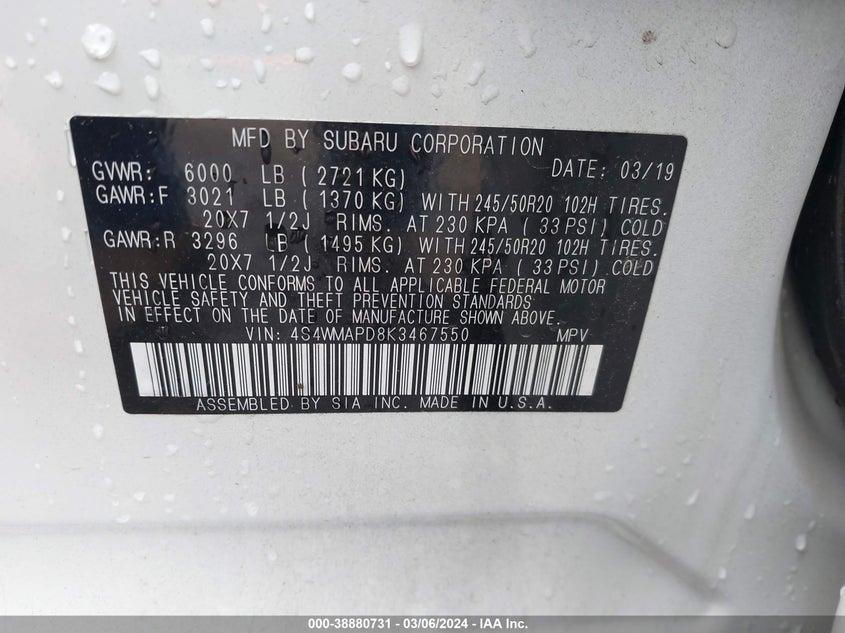 MFD BY SUBARU CORPORATION
GVWR: 6000 LB ( 2721 KG) DATE: 03/19
GAWR:F 3021 LB ( 1370 KG) WITH 245/50R20 102H TIRES.
20X7 1/2J RIMS. AT 230 KPA ( 33 PSI) COLD
GAWR:R 3296 LB ( 1495 KG) WITH 245/50R20 102H TIRES.
20X7 1/2J RIMS. AT 230 KPA ( 33 PSI) COLD
THIS VEHICLE CONFORMS TO ALL APPLICABLE FEDERAL MOTOR
VEHICLE SAFETY AND THEFT PREVENTION STANDARDS
IN EFFECT ON THE DATE OF MANUFACTURE SHOWN ABOVE.
VIN: 4S4WMAPD8K3467550 MPV
ASSEMBLED BY SIA INC. MADE IN U.S.A.
000-38880731 - 03/06/2024 - IAA Inc.